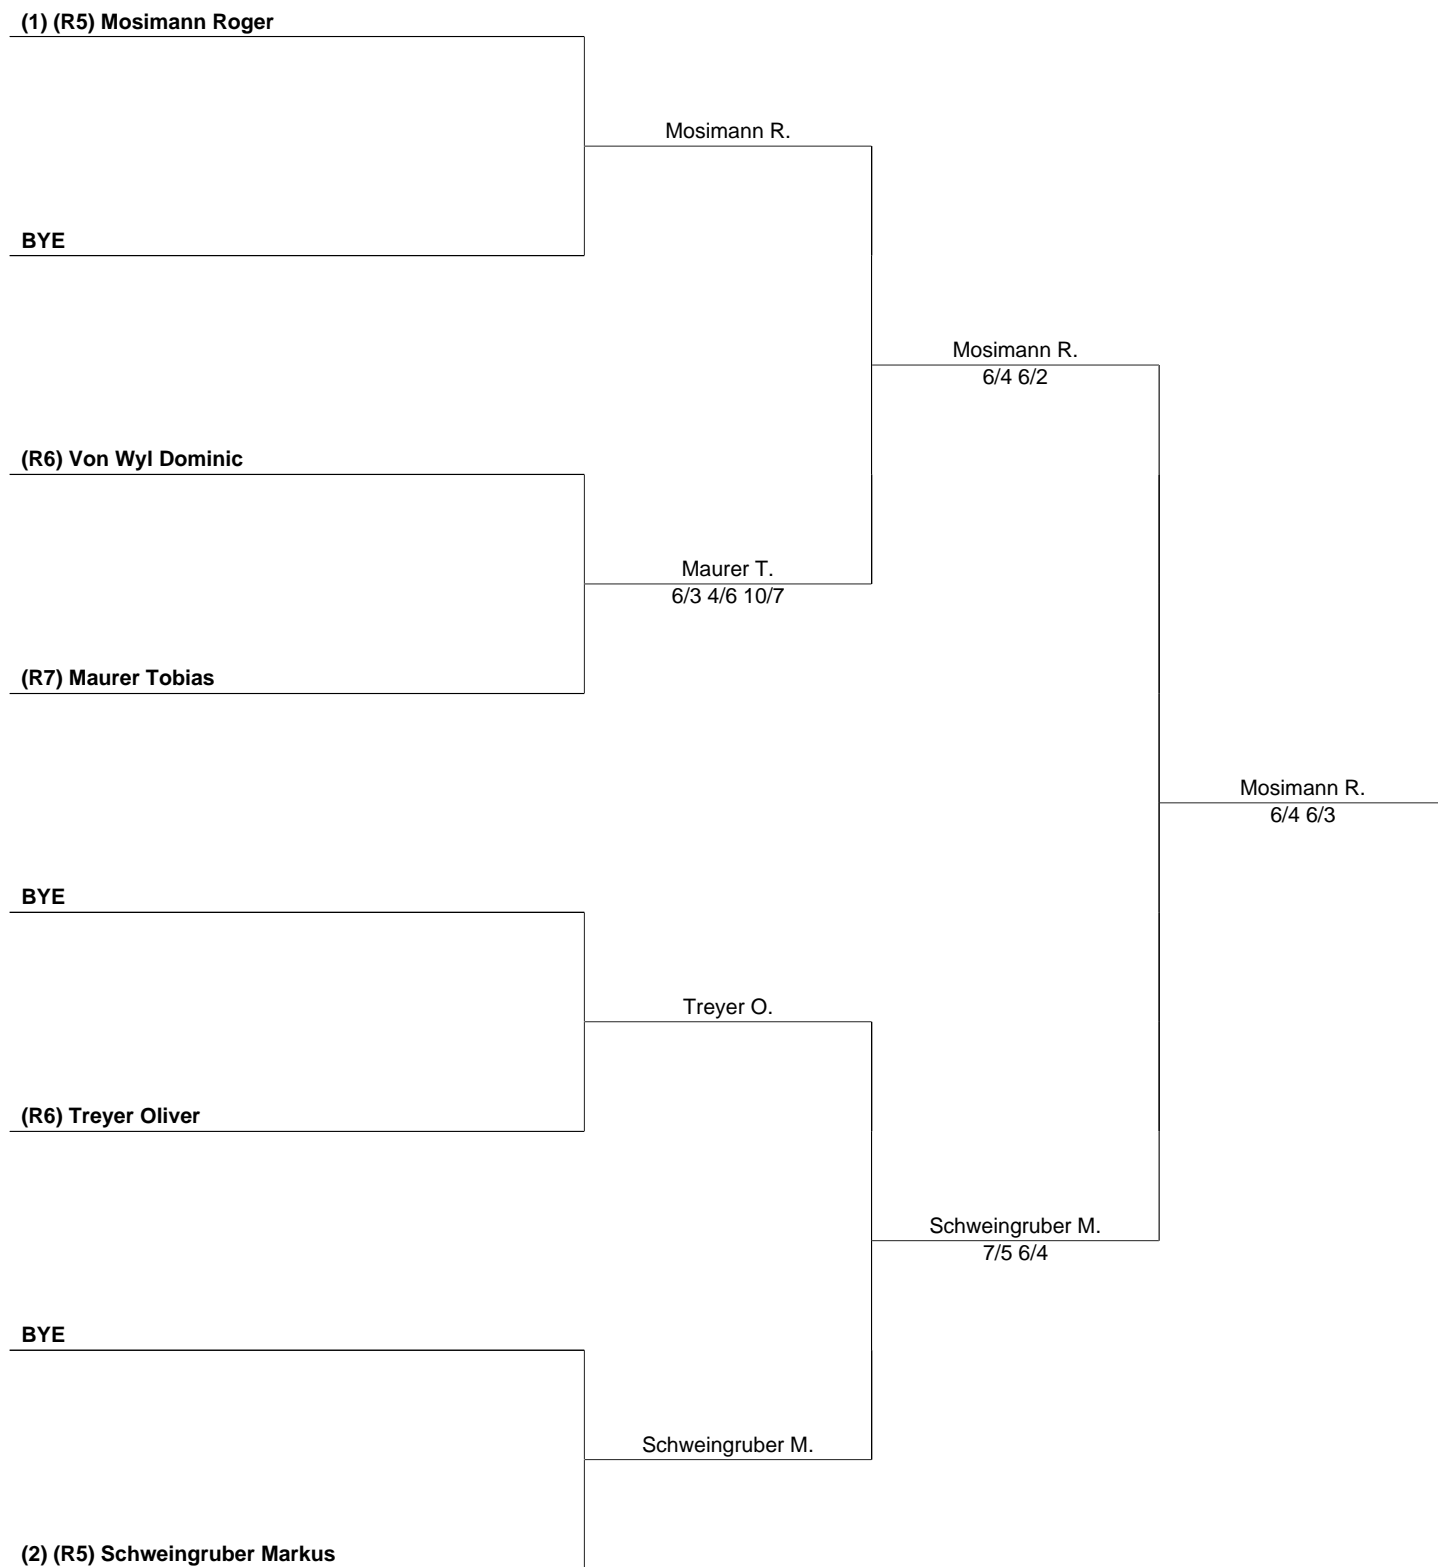 (1) (R5) Mosimann Roger
Mosimann R.
BYE
Mosimann R.
6/4 6/2
(R6) Von Wyl Dominic
Maurer T.
6/3 4/6 10/7
(R7) Maurer Tobias
Mosimann R.
6/4 6/3
BYE
Treyer O.
(R6) Treyer Oliver
Schweingruber M.
7/5 6/4
BYE
Schweingruber M.
(2) (R5) Schweingruber Markus